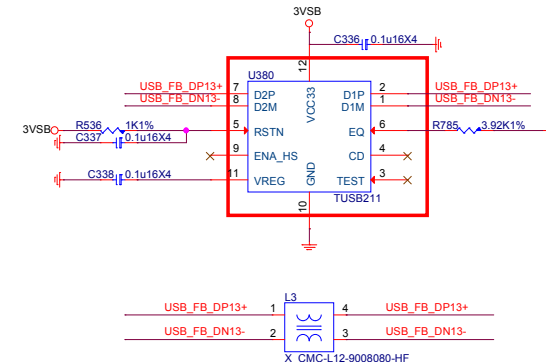 3VSB
C336 0.1u16X4
U380
12
VCC33
USB_FB_DP13+ 7 D2P D1P 2 USB_FB_DP13+
USB_FB_DN13- 8 D2M D1M 1 USB_FB_DN13-
3VSB R536 1K1% 5 RSTN EQ 6 R785 3.92K1%
C337 0.1u16X4
9 ENA_HS CD 4
C338 0.1u16X4 11 VREG GND TEST 3
TUSB211
10
L3
USB_FB_DP13+ 1 4 USB_FB_DP13+
USB_FB_DN13- 2 3 USB_FB_DN13-
X_CMC-L12-9008080-HF